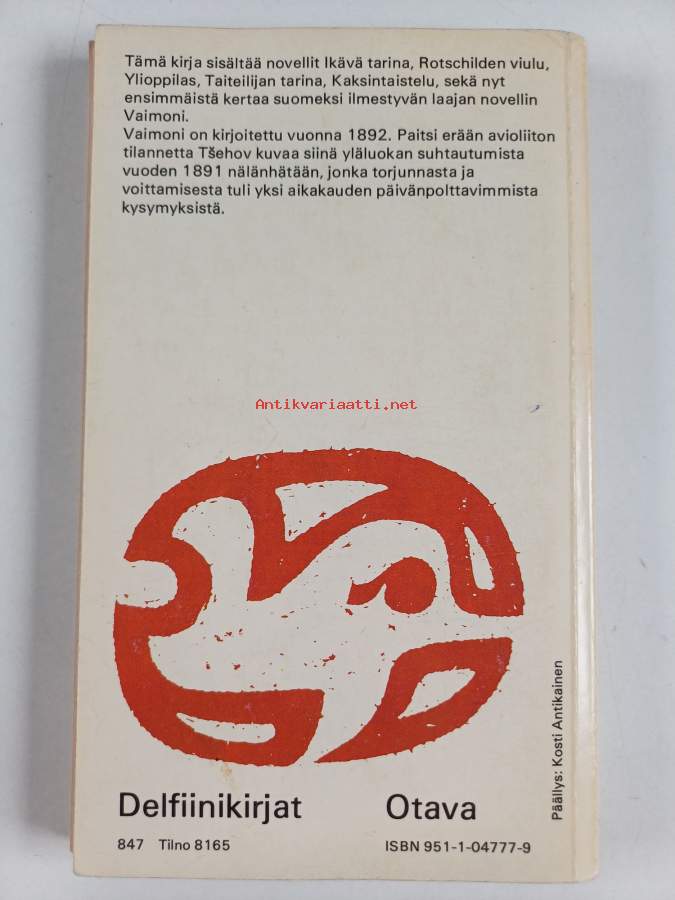 Tämä kirja sisältää novellit Ikävä tarina, Rotschilden viulu,
Ylioppilas, Taiteilijan tarina, Kaksintaistelu, sekä nyt
ensimmäistä kertaa suomeksi ilmestyvän laajan novellin
Vaimoni.
Vaimoni on kirjoitettu vuonna 1892. Paitsi erään avioliiton
tilannetta Tšehov kuvaa siinä yläluokan suhtautumista
vuoden 1891 nälänhätään, jonka torjunnasta ja
voittamisesta tuli yksi aikakauden päivänpolttavimmista
kysymyksistä.
Antikvariaatti.net
Päällys: Kosti Antikainen
Delfiinikirjat Otava
847 Tilno 8165 ISBN 951-1-04777-9